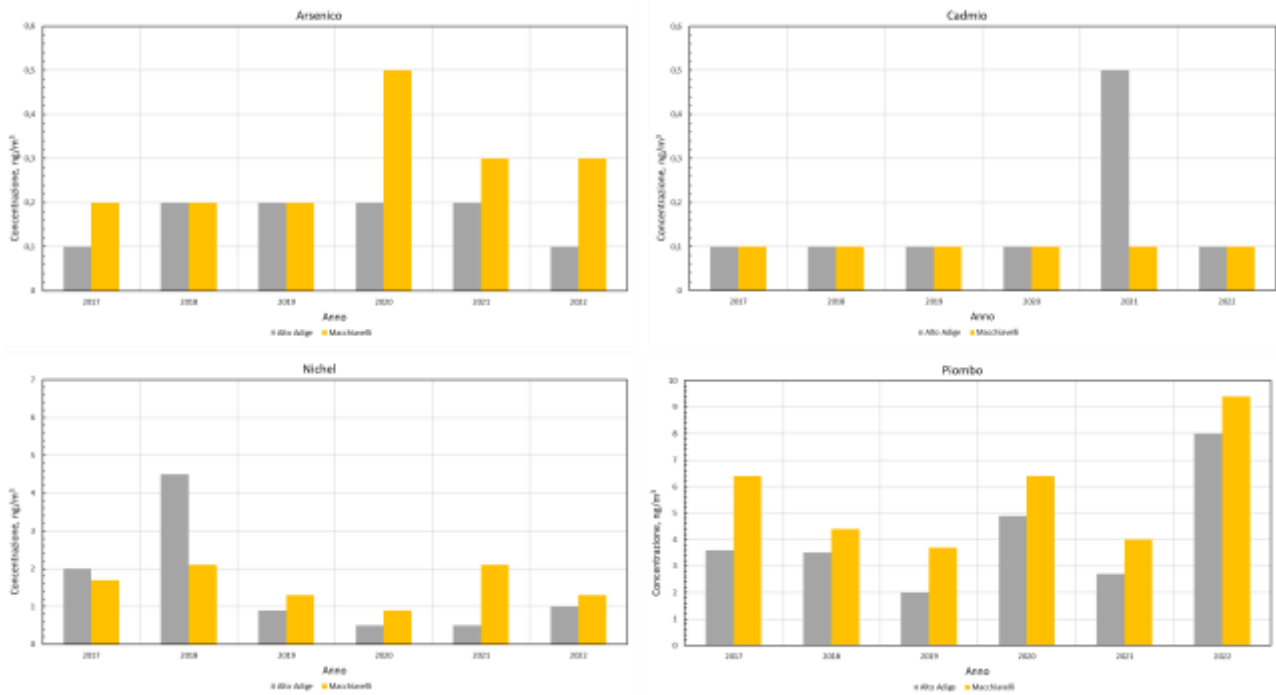 Arsenico
0,6
0,5
0,4
0,3
0,2
0,1
0
Concentrazione, ng/m³
2017 2018 2019 2020 2021 2022
Anno
Alto Adige Macchiavelli
Cadmio
0,6
0,5
0,4
0,3
0,2
0,1
0
Concentrazione, ng/m³
2017 2018 2019 2020 2021 2022
Anno
Alto Adige Macchiavelli
Nichel
7
6
5
4
3
2
1
0
Concentrazione, ng/m³
2017 2018 2019 2020 2021 2022
Anno
Alto Adige Macchiavelli
Piombo
10
9
8
7
6
5
4
3
2
1
0
Concentrazione, ng/m³
2017 2018 2019 2020 2021 2022
Anno
Alto Adige Macchiavelli